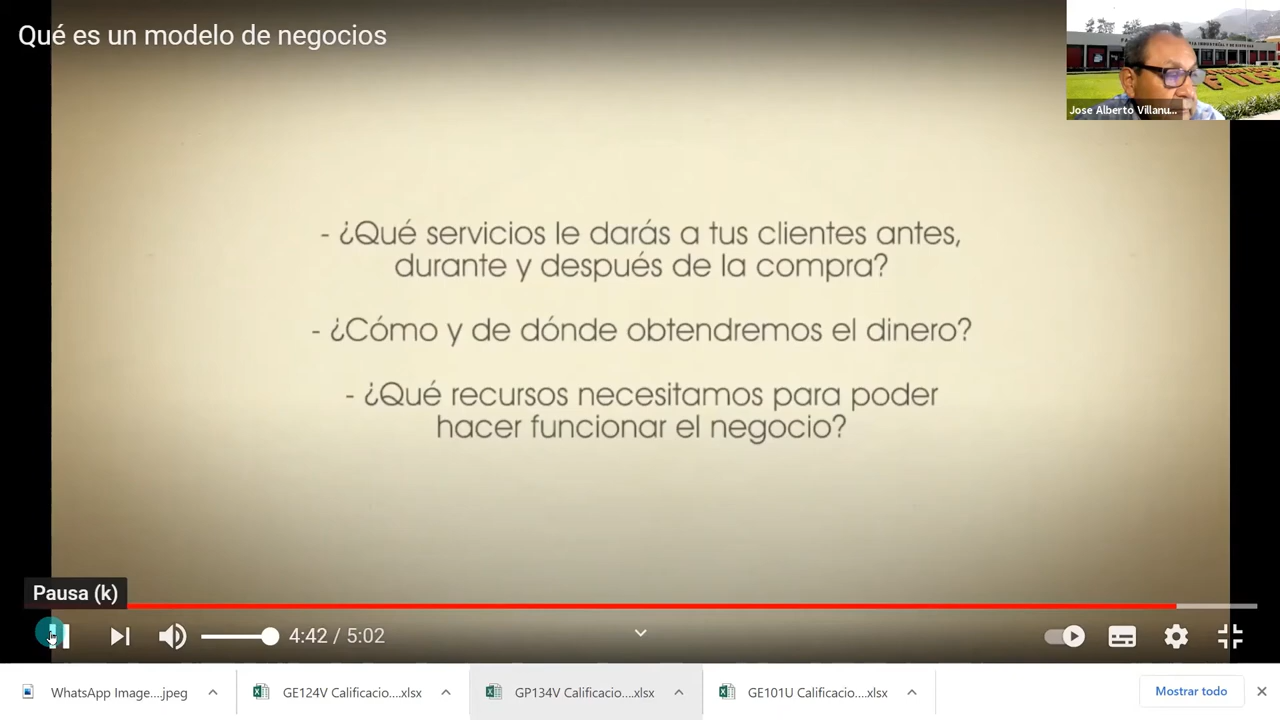 Qué es un modelo de negocios
Jose Alberto Villanu...
- ¿Qué servicios le darás a tus clientes antes,
durante y después de la compra?
- ¿Cómo y de dónde obtendremos el dinero?
- ¿Qué recursos necesitamos para poder
hacer funcionar el negocio?
Pausa (k)
4:42 / 5:02
WhatsApp Image....jpeg
GE124V Calificacio....xlsx
GP134V Calificacio....xlsx
GE101U Calificacio....xlsx
Mostrar todo